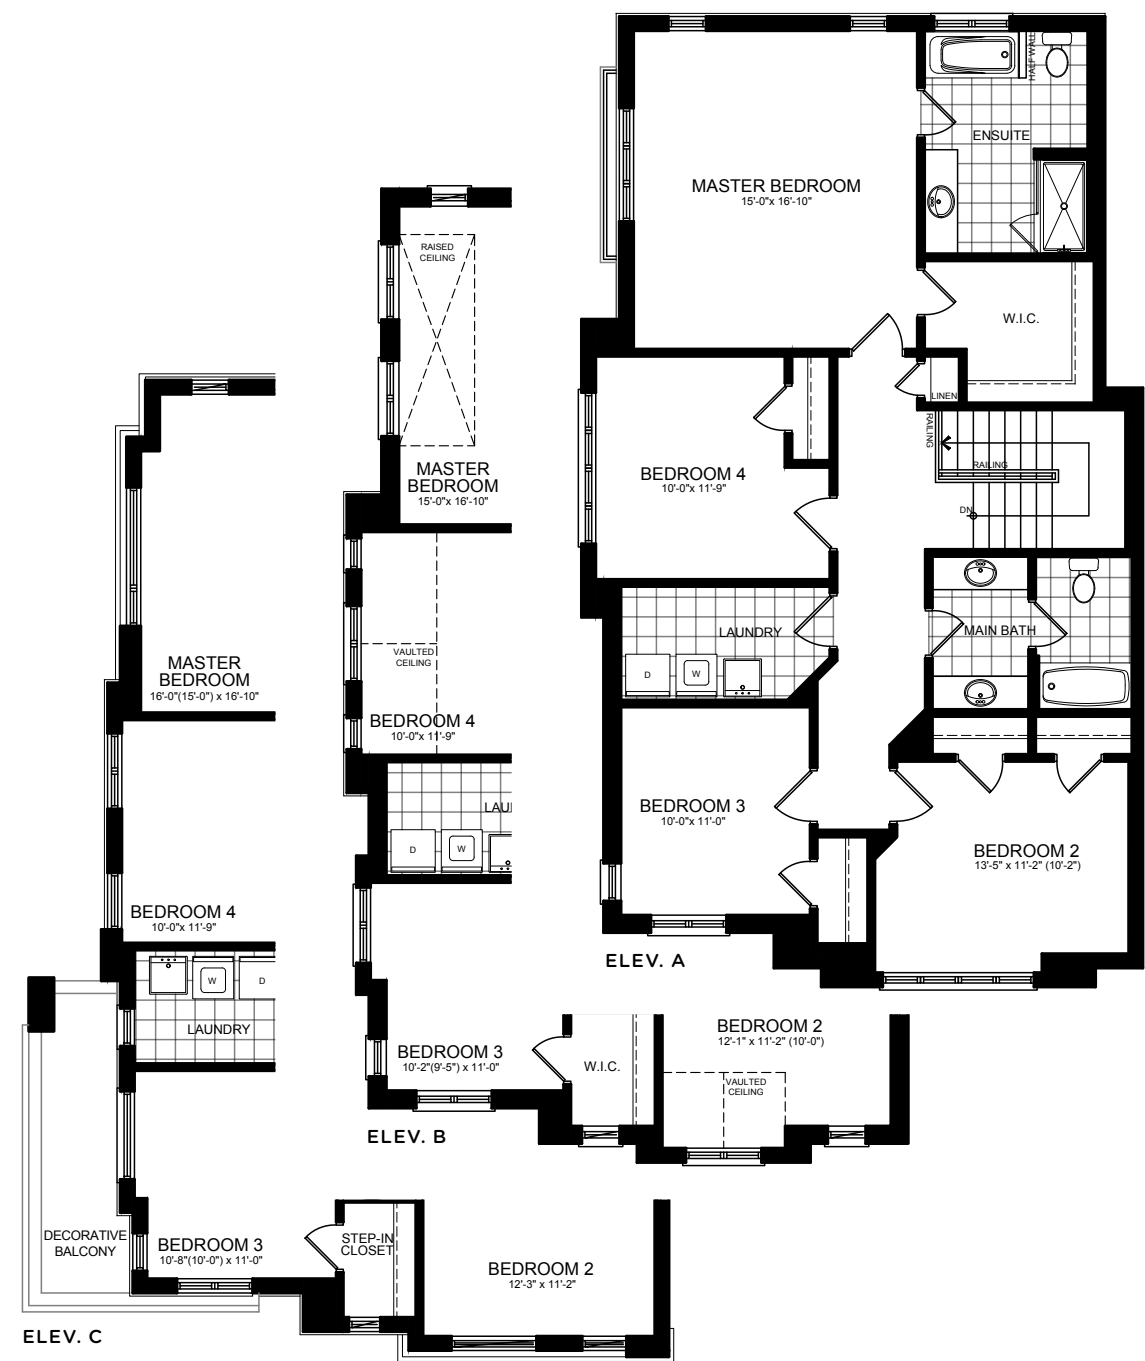 HALF WALL
ENSUITE
MASTER BEDROOM
15'-0"x 16'-10"
W.I.C.
LINEN
RAILING
RAILING
DN
BEDROOM 4
10'-0"x 11'-9"
LAUNDRY
D
W
MAIN BATH
BEDROOM 3
10'-0"x 11'-0"
BEDROOM 2
13'-5" x 11'-2" (10'-2")
ELEV. A
RAISED
CEILING
MASTER
BEDROOM
15'-0"x 16'-10"
VAULTED
CEILING
BEDROOM 4
10'-0"x 11'-9"
LAU
D
W
BEDROOM 3
10'-2"(9'-5") x 11'-0"
W.I.C.
BEDROOM 2
12'-1" x 11'-2" (10'-0")
VAULTED
CEILING
ELEV. B
MASTER
BEDROOM
16'-0"(15'-0") x 16'-10"
BEDROOM 4
10'-0"x 11'-9"
W
D
LAUNDRY
DECORATIVE
BALCONY
BEDROOM 3
10'-8"(10'-0") x 11'-0"
STEP-IN
CLOSET
BEDROOM 2
12'-3" x 11'-2"
ELEV. C